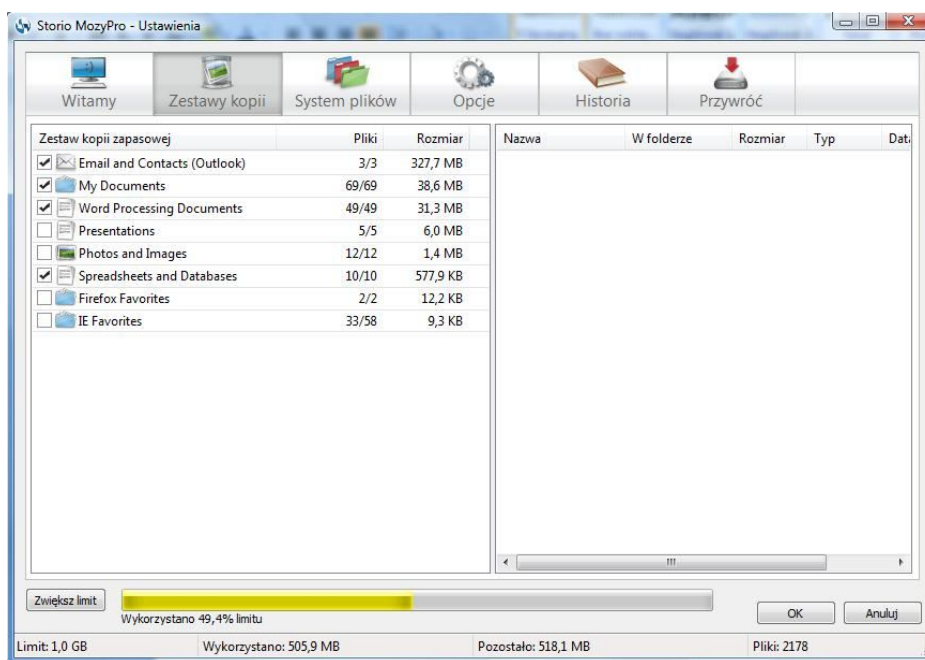 Storio MozyPro - Ustawienia
Witamy Zestawy kopii System plików Opcje Historia Przywróć
Zestaw kopii zapasowej Pliki Rozmiar Nazwa W folderze Rozmiar Typ Data
Email and Contacts (Outlook) 3/3 327,7 MB
My Documents 69/69 38,6 MB
Word Processing Documents 49/49 31,3 MB
Presentations 5/5 6,0 MB
Photos and Images 12/12 1,4 MB
Spreadsheets and Databases 10/10 577,9 KB
Firefox Favorites 2/2 12,2 KB
IE Favorites 33/58 9,3 KB
Zwiększ limit
Wykorzystano 49,4% limitu
OK Anuluj
Limit: 1,0 GB Wykorzystano: 505,9 MB Pozostało: 518,1 MB Pliki: 2178